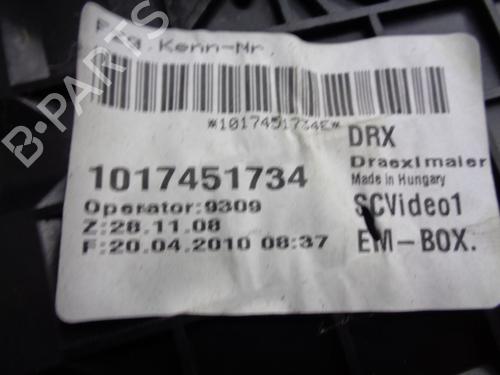 Kenn-Nr.
*1017451734E*
1017451734
Operator:9309
Z:28.11.08
F:20.04.2010 08:37
DRX
Draexlmaier
Made in Hungary
SCVideo1
EM-BOX.
B-PARTS